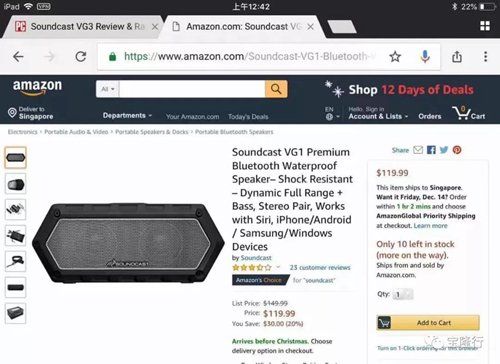 iPad VPN 上午12:42 22%
Soundcast VG3 Review & Ra
Amazon.com: Soundcast VG
https://www.amazon.com/Soundcast-VG1-Bluetooth-
amazon
All
Shop 12 Days of Deals
Deliver to
Singapore
Departments
Your Amazon.com
Today's Deals
EN
Hello. Sign in
Account & Lists
Orders
0
Cart
Electronics › Portable Audio & Video › Portable Speakers & Docks › Portable Bluetooth Speakers
SOUNDCAST
Soundcast VG1 Premium
Bluetooth Waterproof
Speaker– Shock Resistant
– Dynamic Full Range +
Bass, Stereo Pair, Works
with Siri, iPhone/Android
/ Samsung/Windows
Devices
by Soundcast
23 customer reviews
Amazon's Choice for "soundcast"
List Price: $149.99
Price: $119.99
You Save: $30.00 (20%)
Arrives before Christmas. Choose
delivery option in checkout.
Share
$119.99
This item ships to Singapore.
Want it Friday, Dec. 14? Order
within 1 hr 2 mins and choose
AmazonGlobal Priority Shipping
at checkout. Learn more
Only 10 left in stock
(more on the way).
Ships from and sold by
Amazon.com.
Qty: 1
Add to Cart
Turn on 1-Click ordering for this
宝隆行